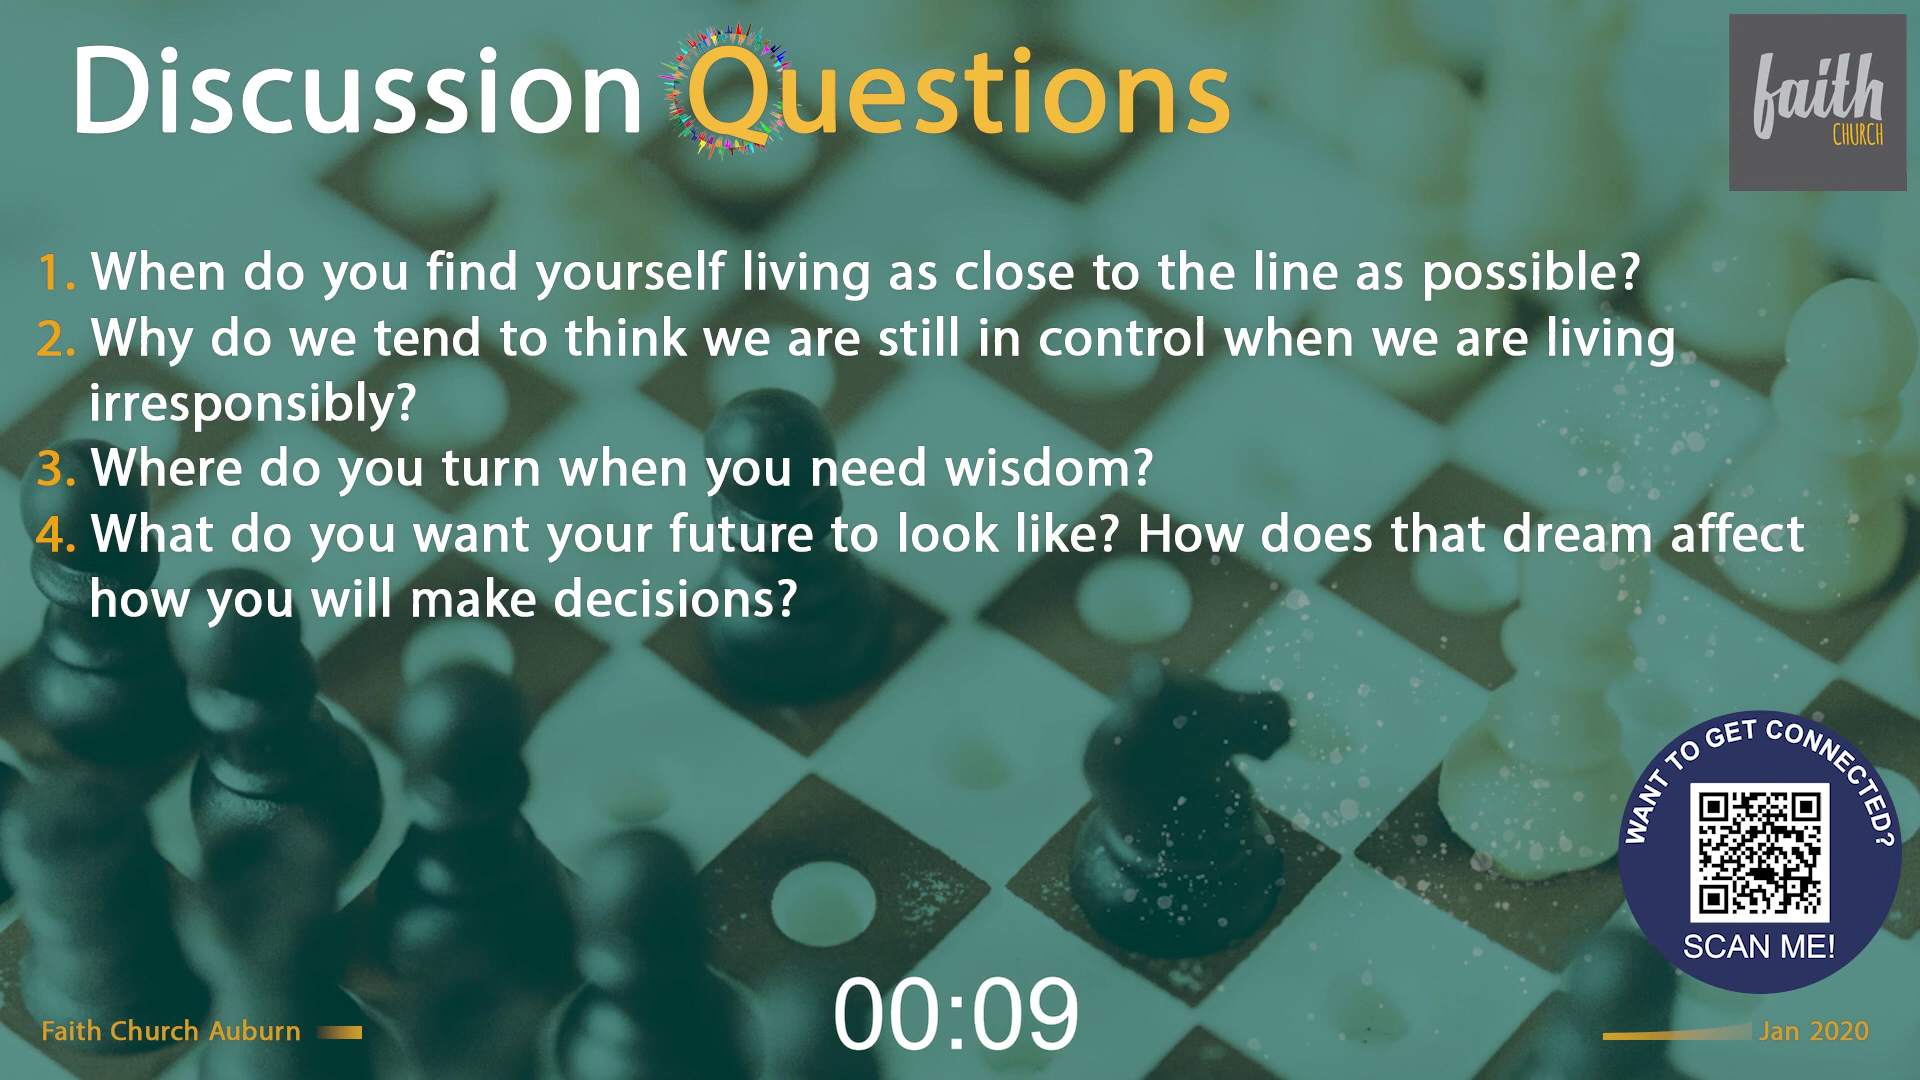 Discussion Questions
faith
CHURCH
1. When do you find yourself living as close to the line as possible?
2. Why do we tend to think we are still in control when we are living
irresponsibly?
3. Where do you turn when you need wisdom?
4. What do you want your future to look like? How does that dream affect
how you will make decisions?
WANT TO GET CONNECTED?
SCAN ME!
00:09
Faith Church Auburn
Jan 2020